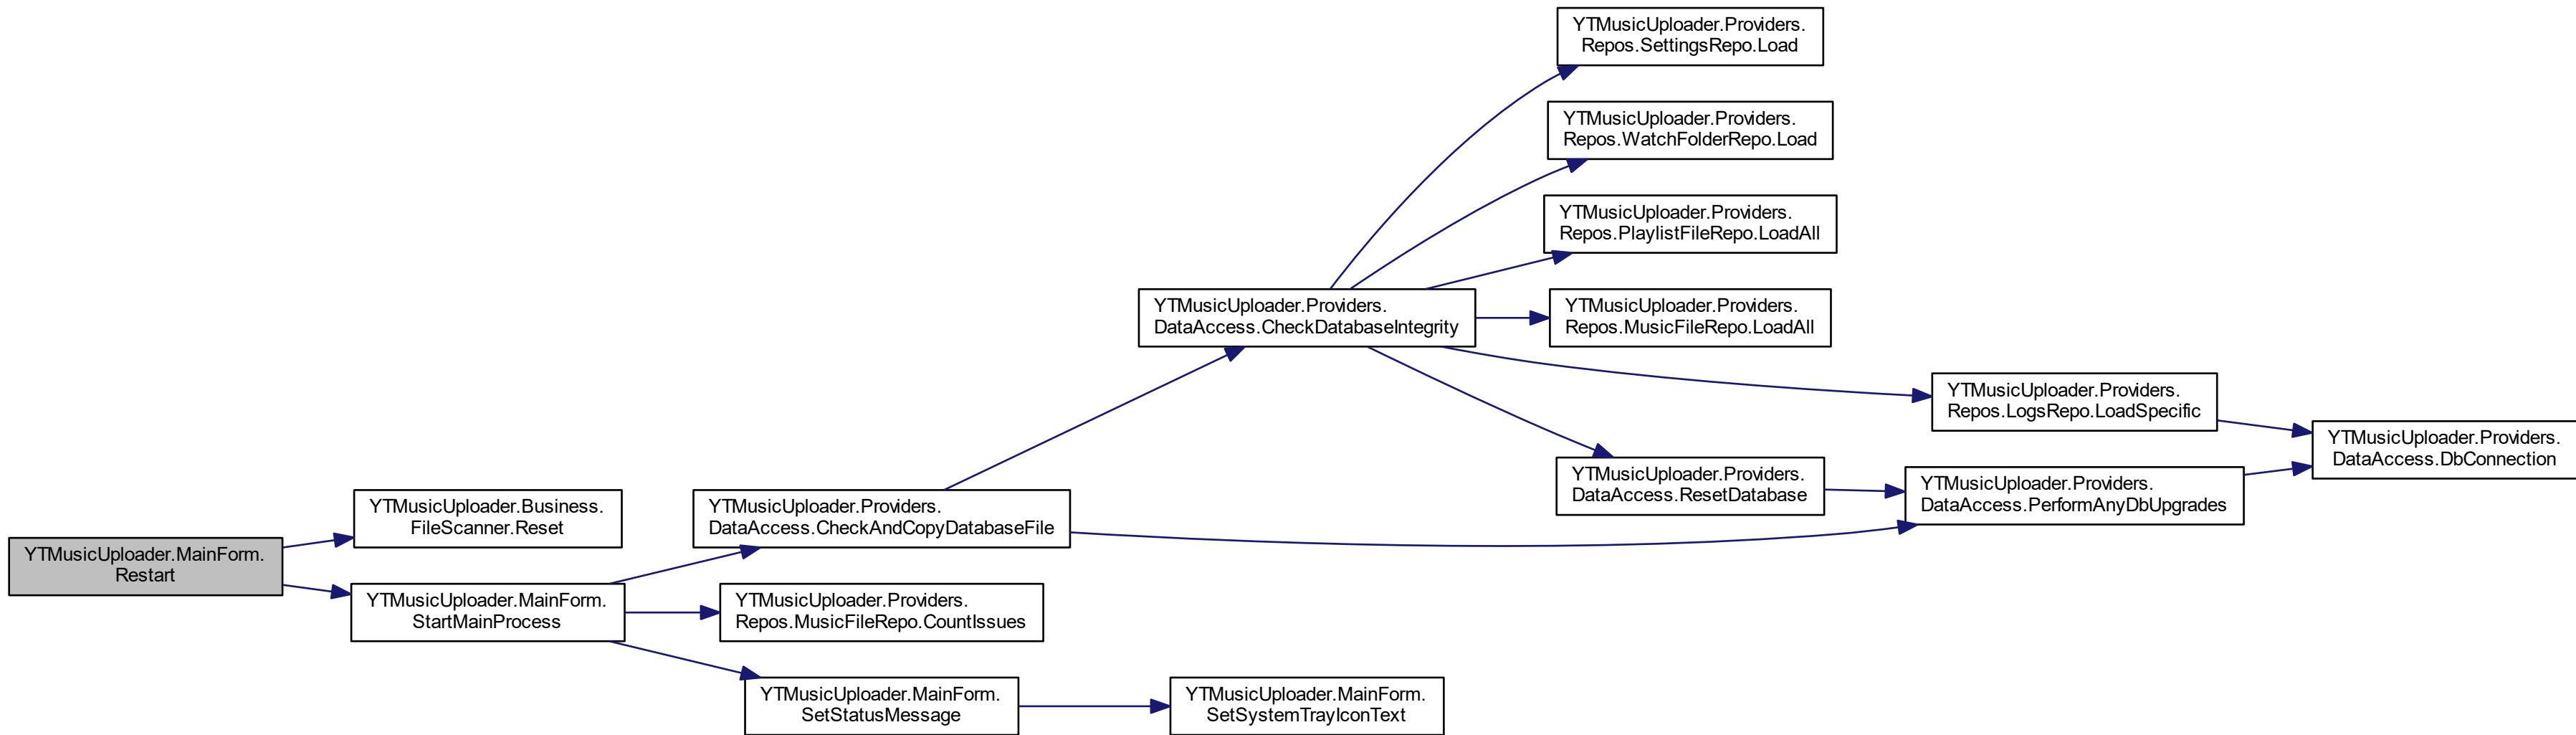 YTMusicUploader.MainForm.
Restart
YTMusicUploader.Business.
FileScanner.Reset
YTMusicUploader.MainForm.
StartMainProcess
YTMusicUploader.Providers.
DataAccess.CheckAndCopyDatabaseFile
YTMusicUploader.Providers.
Repos.MusicFileRepo.CountIssues
YTMusicUploader.MainForm.
SetStatusMessage
YTMusicUploader.Providers.
DataAccess.CheckDatabaseIntegrity
YTMusicUploader.MainForm.
SetSystemTrayIconText
YTMusicUploader.Providers.
Repos.SettingsRepo.Load
YTMusicUploader.Providers.
Repos.WatchFolderRepo.Load
YTMusicUploader.Providers.
Repos.PlaylistFileRepo.LoadAll
YTMusicUploader.Providers.
Repos.MusicFileRepo.LoadAll
YTMusicUploader.Providers.
DataAccess.ResetDatabase
YTMusicUploader.Providers.
Repos.LogsRepo.LoadSpecific
YTMusicUploader.Providers.
DataAccess.PerformAnyDbUpgrades
YTMusicUploader.Providers.
DataAccess.DbConnection